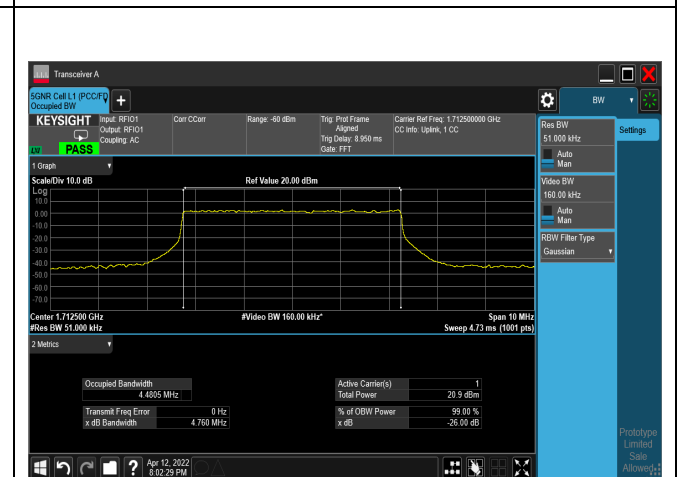 Transceiver A
5GNR Cell L1 (PCC/FD
Occupied BW
BW
KEYSIGHT
LXI
PASS
Input: RFIO1
Output: RFIO1
Coupling: AC
Corr CCorr
Range: -60 dBm
Trig: Prot Frame
Aligned
Trig Delay: 8.950 ms
Gate: FFT
Carrier Ref Freq: 1.712500000 GHz
CC Info: Uplink, 1 CC
Res BW
51.000 kHz
Auto
Man
Settings
Video BW
160.00 kHz
Auto
Man
RBW Filter Type
Gaussian
1 Graph
Scale/Div 10.0 dB
Ref Value 20.00 dBm
Log
10.0
0.00
-10.0
-20.0
-30.0
-40.0
-50.0
-60.0
-70.0
Center 1.712500 GHz
#Video BW 160.00 kHz*
Span 10 MHz
#Res BW 51.000 kHz
Sweep 4.73 ms (1001 pts)
2 Metrics
Occupied Bandwidth
4.4805 MHz
Active Carrier(s) 1
Total Power 20.9 dBm
Transmit Freq Error 0 Hz
x dB Bandwidth 4.760 MHz
% of OBW Power 99.00 %
x dB -26.00 dB
Prototype
Limited
Sale
Allowed
Apr 12, 2022
8:02:29 PM